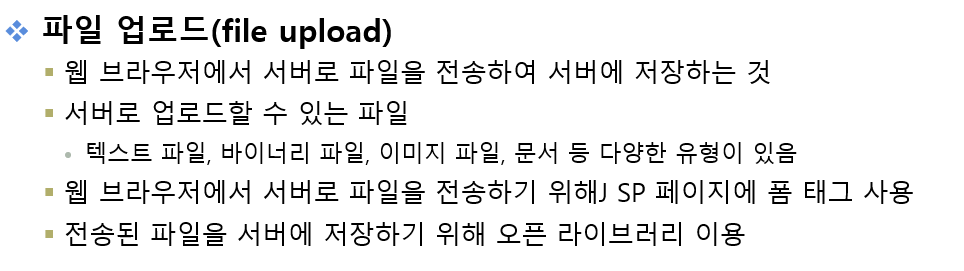 파일 업로드(file upload)
웹 브라우저에서 서버로 파일을 전송하여 서버에 저장하는 것
서버로 업로드할 수 있는 파일
텍스트 파일, 바이너리 파일, 이미지 파일, 문서 등 다양한 유형이 있음
웹 브라우저에서 서버로 파일을 전송하기 위해J SP 페이지에 폼 태그 사용
전송된 파일을 서버에 저장하기 위해 오픈 라이브러리 이용